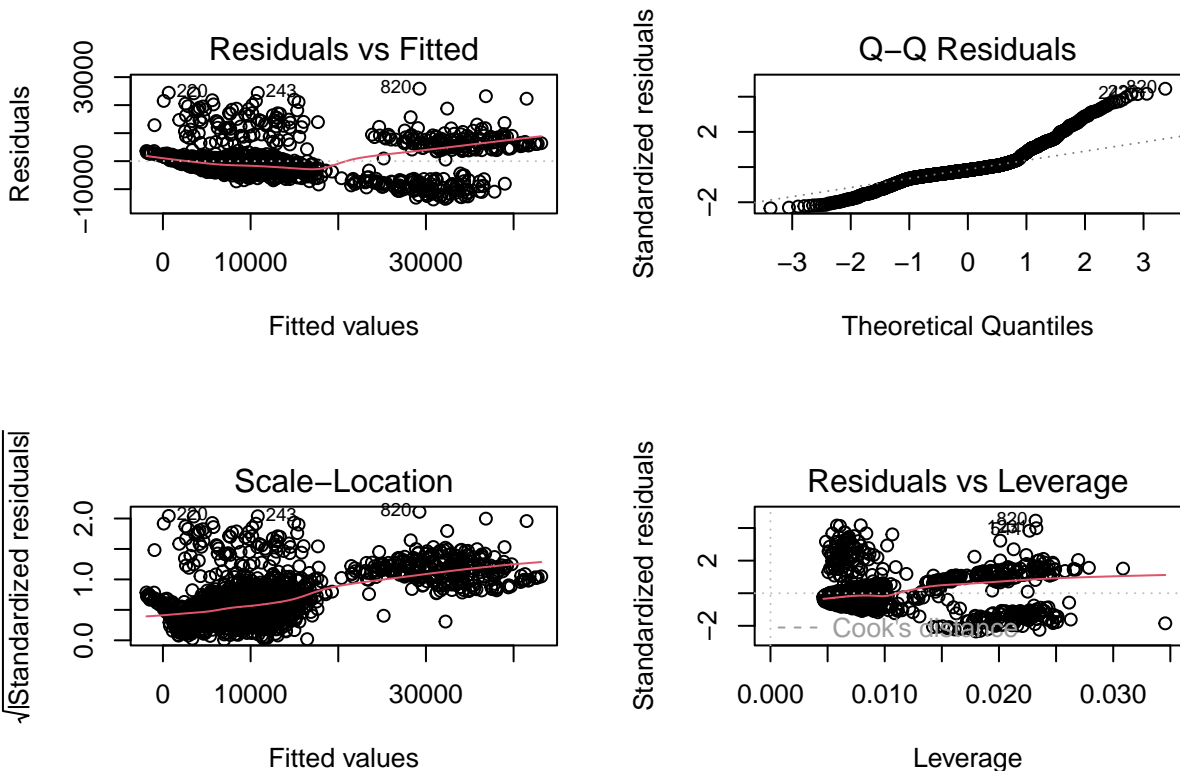 Residuals vs Fitted
Residuals
30000
−10000
220
243
820
0 10000 30000
Fitted values
Q−Q Residuals
Standardized residuals
2
−2
820
−3 −2 −1 0 1 2 3
Theoretical Quantiles
Scale−Location
√|Standardized residuals|
2.0
1.0
0.0
220
243
820
0 10000 30000
Fitted values
Residuals vs Leverage
Standardized residuals
2
−2
820
Cook's distance
0.000 0.010 0.020 0.030
Leverage